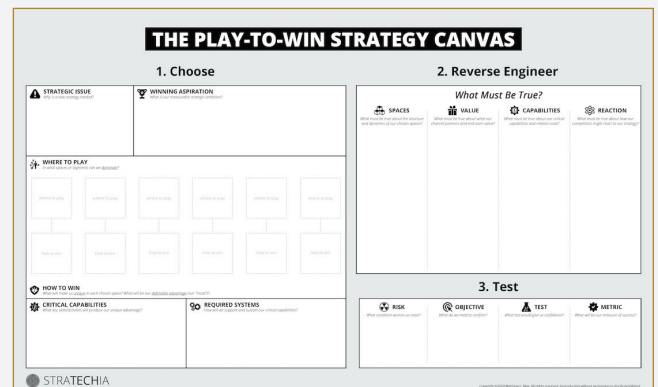 THE PLAY-TO-WIN STRATEGY CANVAS
1. Choose
STRATEGIC ISSUE
Why is a new strategy needed?
WINNING ASPIRATION
What is our measurable strategic ambition?
WHERE TO PLAY
In what spaces or segments can we dominate?
where to play
where to play
where to play
where to play
where to play
where to play
how to win
how to win
how to win
how to win
how to win
how to win
HOW TO WIN
What will make us unique in each chosen space? What will be our defensible advantage (our "moat")?
CRITICAL CAPABILITIES
What key skills/activities will produce our unique advantage?
REQUIRED SYSTEMS
How will we support and sustain our critical capabilities?
2. Reverse Engineer
What Must Be True?
SPACES
What must be true about the structure
and dynamics of our chosen spaces?
VALUE
What must be true about what our
channel partners and end users value?
CAPABILITIES
What must be true about our critical
capabilities and relative costs?
REACTION
What must be true about how our
competitors might react to our strategy?
3. Test
RISK
What condition worries us most?
OBJECTIVE
What do we need to confirm?
TEST
What test would give us confidence?
METRIC
What will be our measure of success?
STRATECHIA